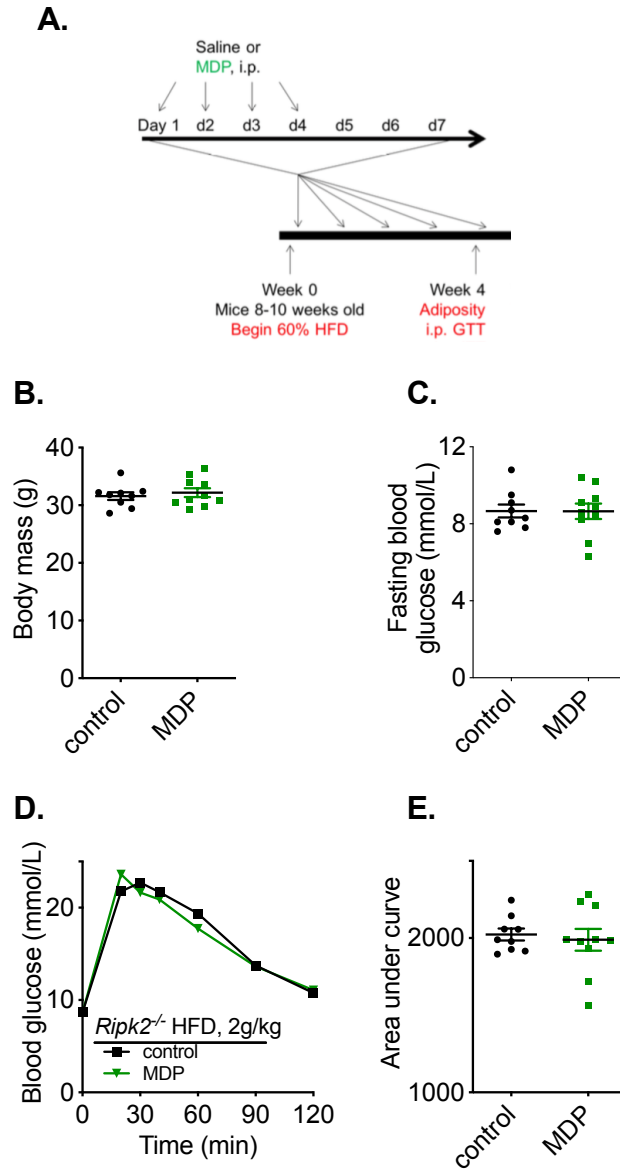 A.
Saline or
MDP, i.p.
Day 1 d2 d3 d4 d5 d6 d7
Week 0
Mice 8-10 weeks old
Begin 60% HFD
Week 4
Adiposity
i.p. GTT
B.
Body mass (g)
40
30
20
10
0
control
MDP
C.
Fasting blood
glucose (mmol/L)
12
8
4
0
control
MDP
D.
Blood glucose (mmol/L)
20
10
0
Ripk2-/- HFD, 2g/kg
control
MDP
0 30 60 90 120
Time (min)
E.
Area under curve
2000
1000
control
MDP